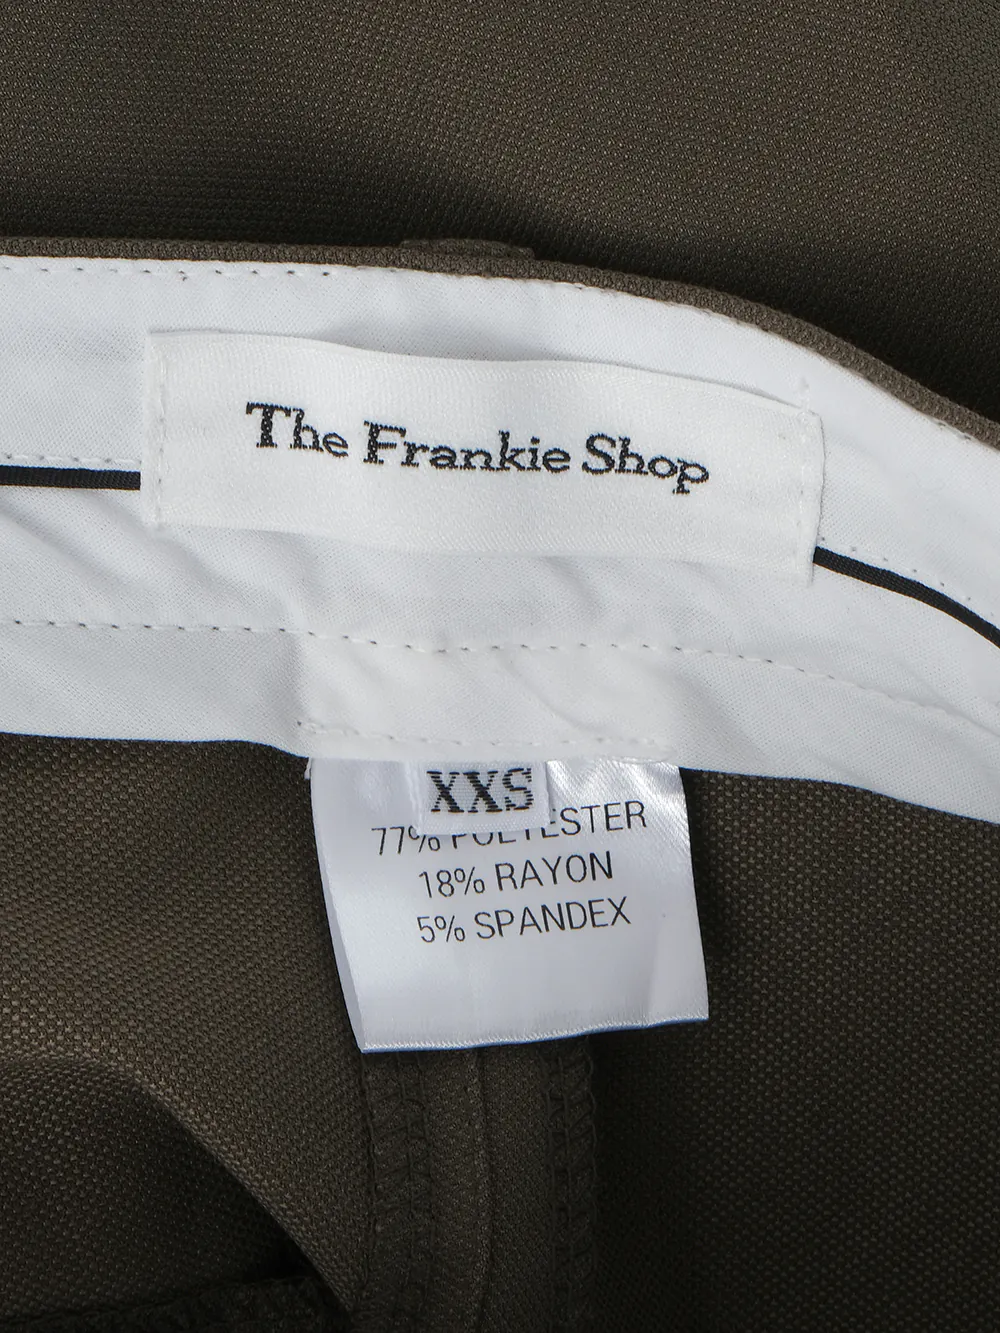 The Frankie Shop
XXS
77% POLYESTER
18% RAYON
5% SPANDEX